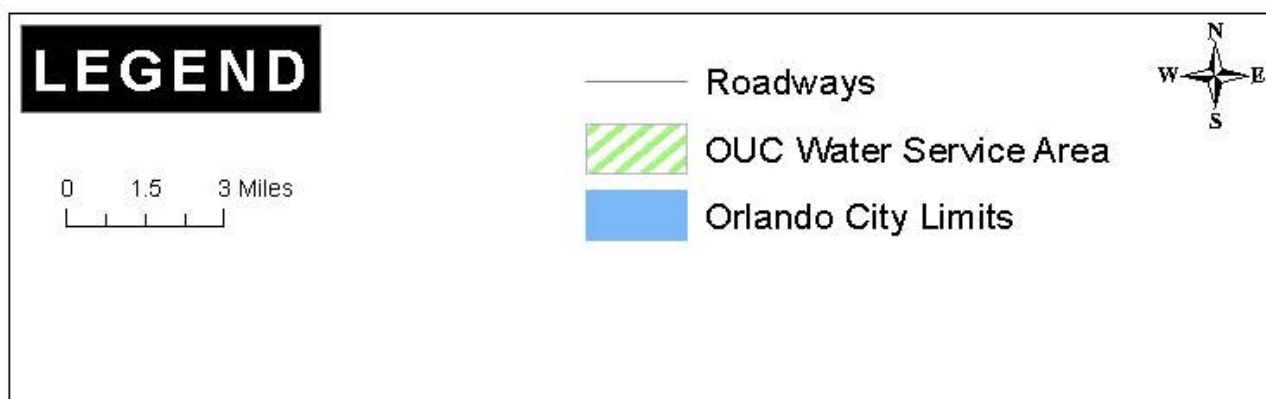 LEGEND
N
W E
S
Roadways
OUC Water Service Area
0 1.5 3 Miles
Orlando City Limits